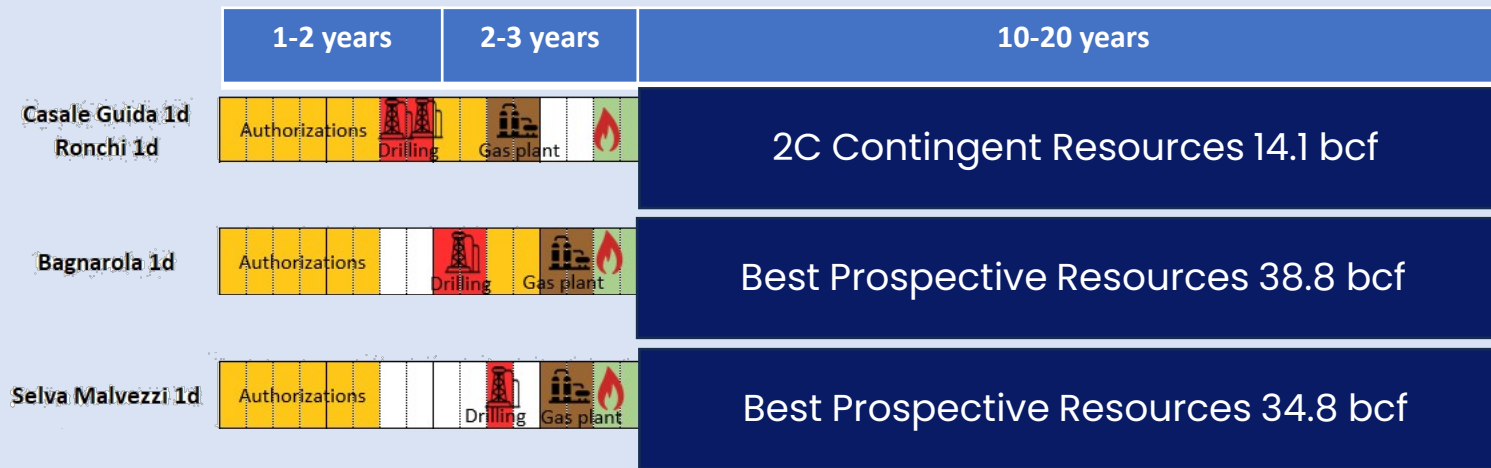 1-2 years
2-3 years
10-20 years
Casale Guida 1d
Ronchi 1d
Authorizations
Drilling
Gas plant
2C Contingent Resources 14.1 bcf
Bagnarola 1d
Authorizations
Drilling
Gas plant
Best Prospective Resources 38.8 bcf
Selva Malvezzi 1d
Authorizations
Drilling
Gas plant
Best Prospective Resources 34.8 bcf